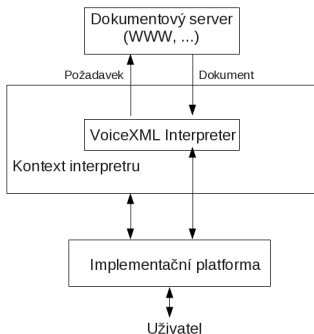 Dokumentový server
(WWW, ...)
Požadavek
Dokument
VoiceXML Interpreter
Kontext interpretru
Implementační platforma
Uživatel